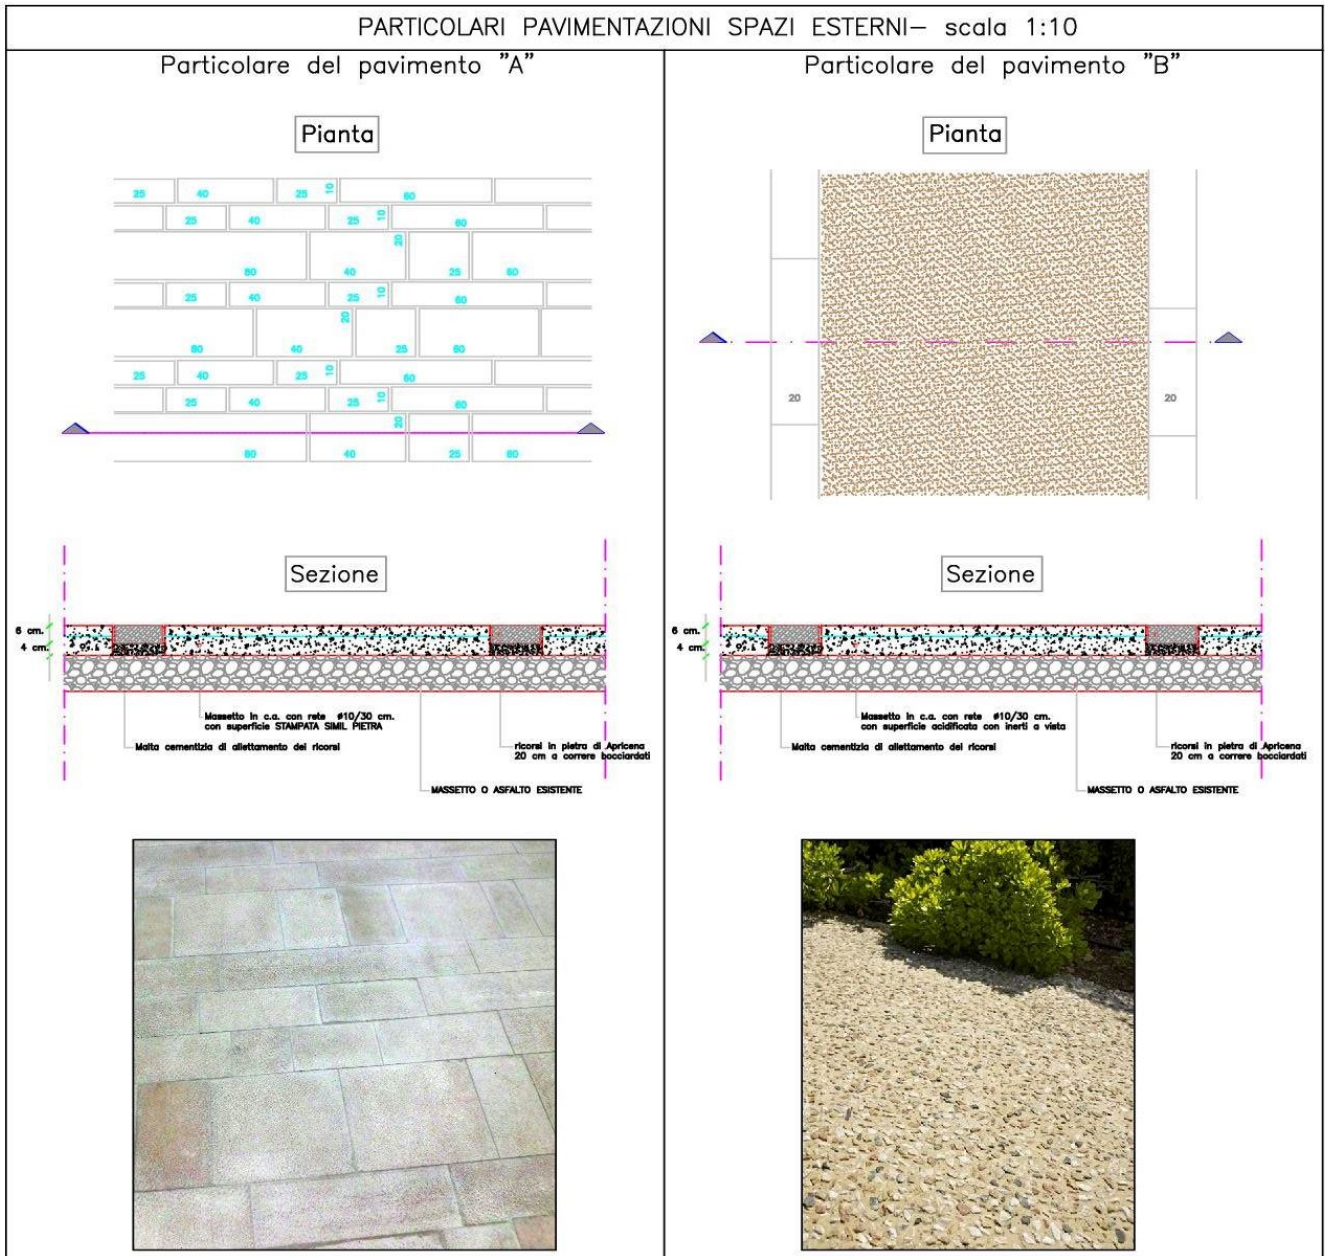 PARTICOLARI PAVIMENTAZIONI SPAZI ESTERNI– scala 1:10
Particolare del pavimento "A"
Pianta
25 40 25 10 60
25 40 25 10 60
80 40 20 25 60
25 40 25 10 60
80 40 20 25 60
25 40 25 10 60
25 40 25 10 60
60 40 20 25 60
Sezione
6 cm.
4 cm.
Massetto in c.a. con rete ø10/30 cm.
con superficie STAMPATA SIMIL PIETRA
Malta cementizia di allettamento dei ricorsi
ricorsi in pietra di Apricena
20 cm a correre bocciardati
MASSETTO O ASFALTO ESISTENTE
Particolare del pavimento "B"
Pianta
20
20
Sezione
6 cm.
4 cm.
Massetto in c.a. con rete ø10/30 cm.
con superficie acidificata con inerti a vista
Malta cementizia di allettamento dei ricorsi
ricorsi in pietra di Apricena
20 cm a correre bocciardati
MASSETTO O ASFALTO ESISTENTE